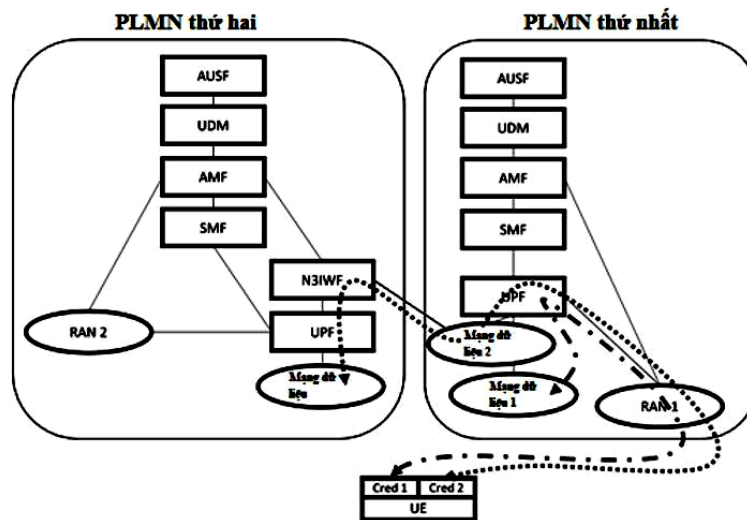 PLMN thứ hai
AUSF
UDM
AMF
SMF
N3IWF
RAN 2
UPF
Mạng dữ
liệu
PLMN thứ nhất
AUSF
UDM
AMF
SMF
UPF
Mạng dữ
liệu 2
Mạng dữ
liệu 1
RAN 1
Cred 1 Cred 2
UE